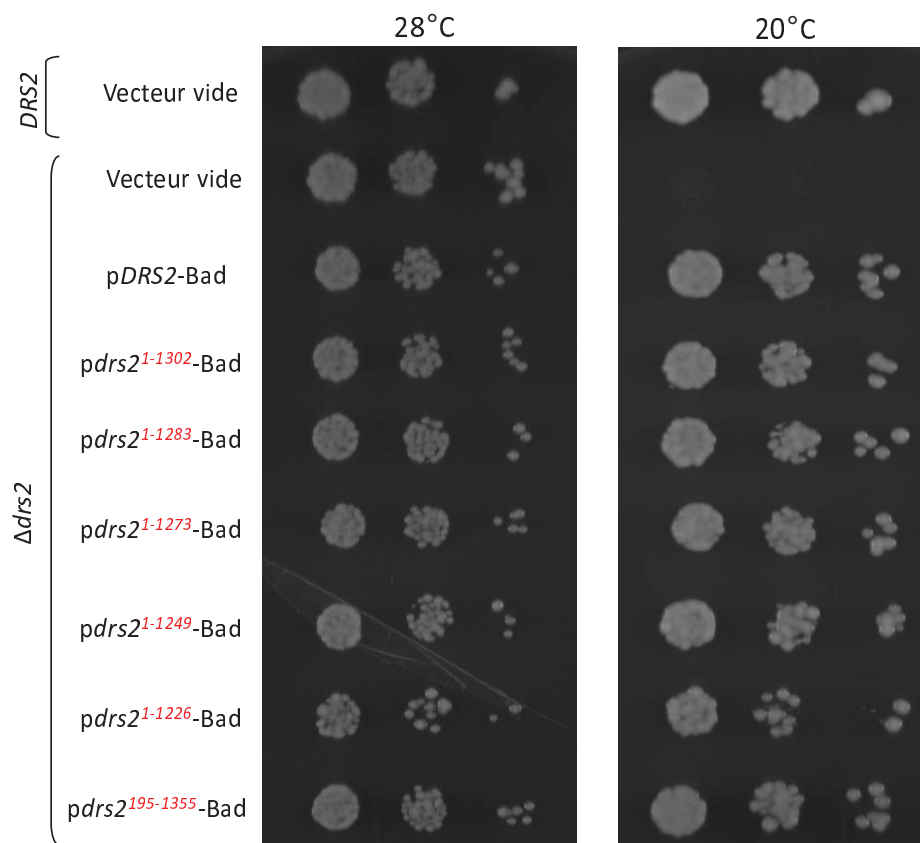 28°C 20°C
DRS2
Vecteur vide
Δdrs2
Vecteur vide
pDRS2-Bad
pdrs2¹⁻¹³⁰²-Bad
pdrs2¹⁻¹²⁸³-Bad
pdrs2¹⁻¹²⁷³-Bad
pdrs2¹⁻¹²⁴⁹-Bad
pdrs2¹⁻¹²²⁶-Bad
pdrs2¹⁹⁵⁻¹³⁵⁵-Bad